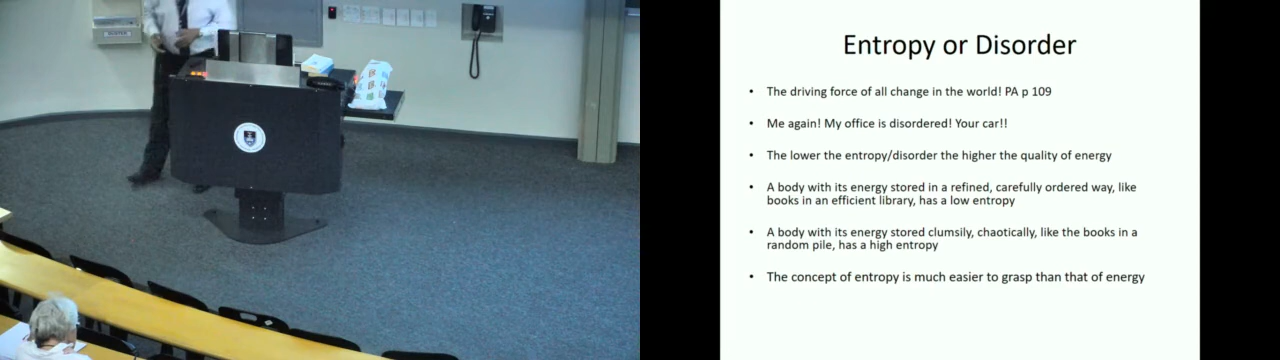 Entropy or Disorder
• The driving force of all change in the world! PA p 109
• Me again! My office is disordered! Your car!!
• The lower the entropy/disorder the higher the quality of energy
• A body with its energy stored in a refined, carefully ordered way, like
books in an efficient library, has a low entropy
• A body with its energy stored clumsily, chaotically, like the books in a
random pile, has a high entropy
• The concept of entropy is much easier to grasp than that of energy